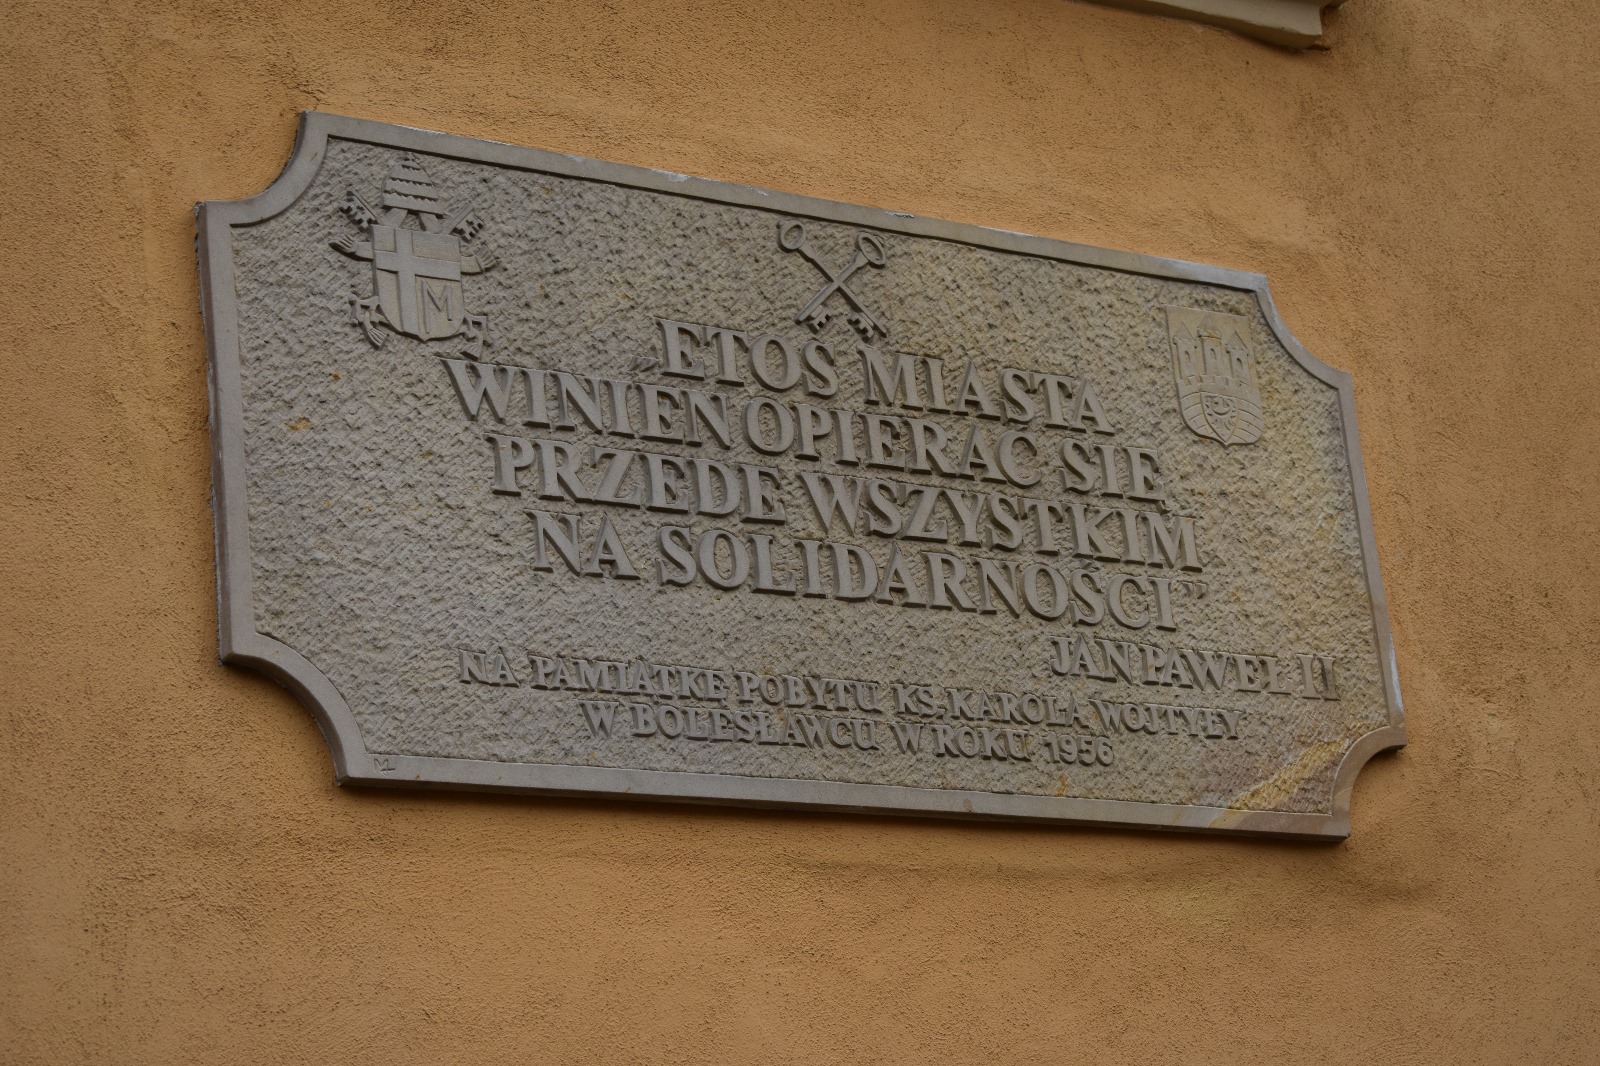 M
„ETOS MIASTA
WINIEN OPIERAĆ SIĘ
PRZEDE WSZYSTKIM
NA SOLIDARNOŚCI”
JAN PAWEŁ II
NA PAMIĄTKĘ POBYTU KS. KAROLA WOJTYŁY
W BOLESŁAWCU W ROKU 1956